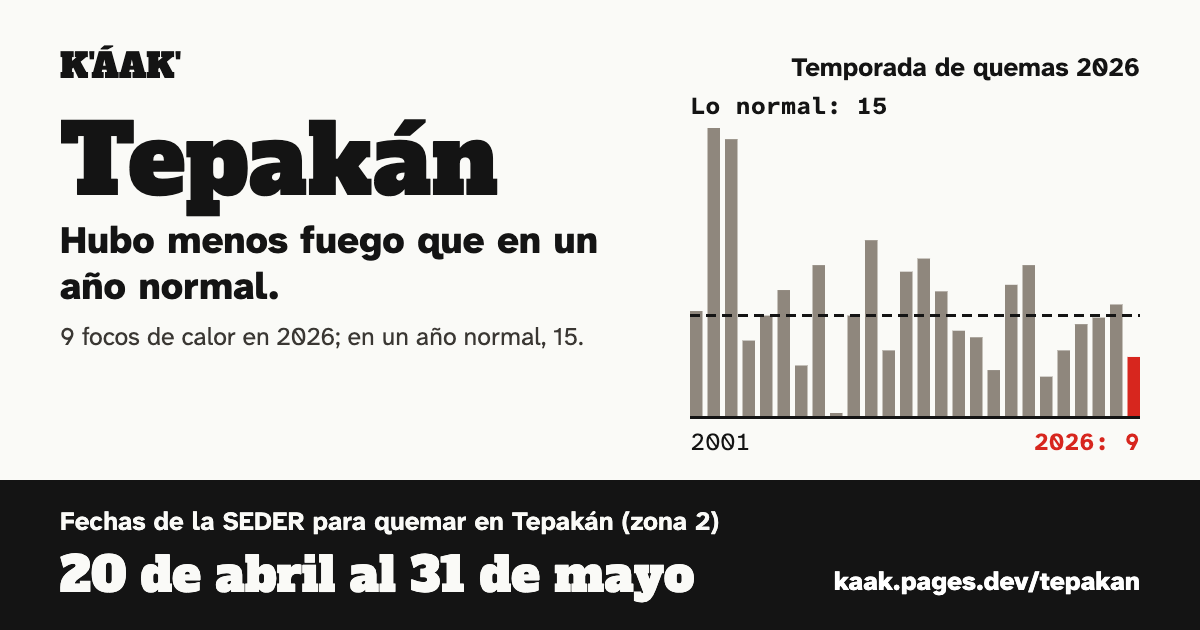 K'ÁAK'
Tepakán
Hubo menos fuego que en un
año normal.
9 focos de calor en 2026; en un año normal, 15.
Temporada de quemas 2026
Lo normal: 15
2001
2026: 9
Fechas de la SEDER para quemar en Tepakán (zona 2)
20 de abril al 31 de mayo
kaak.pages.dev/tepakan